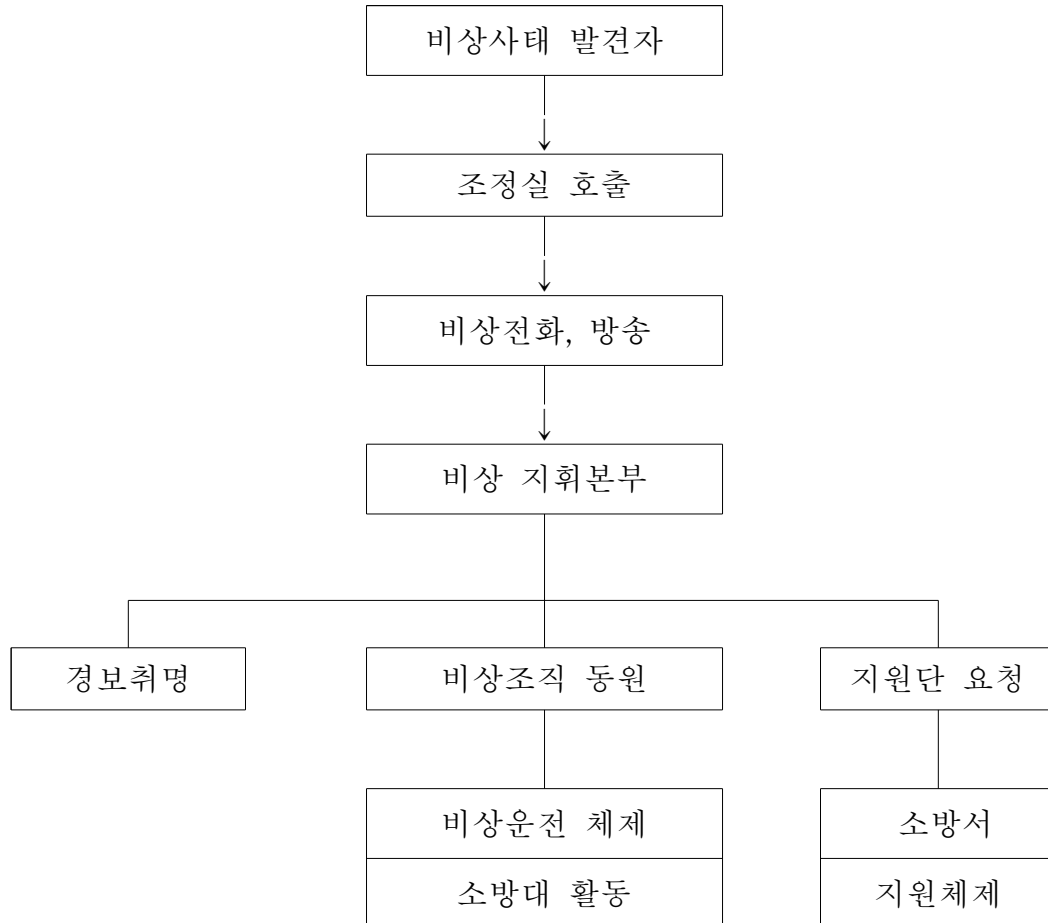 비상사태 발견자
조정실 호출
비상전화, 방송
비상 지휘본부
경보취명
비상조직 동원
지원단 요청
비상운전 체제
소방서
소방대 활동
지원체제